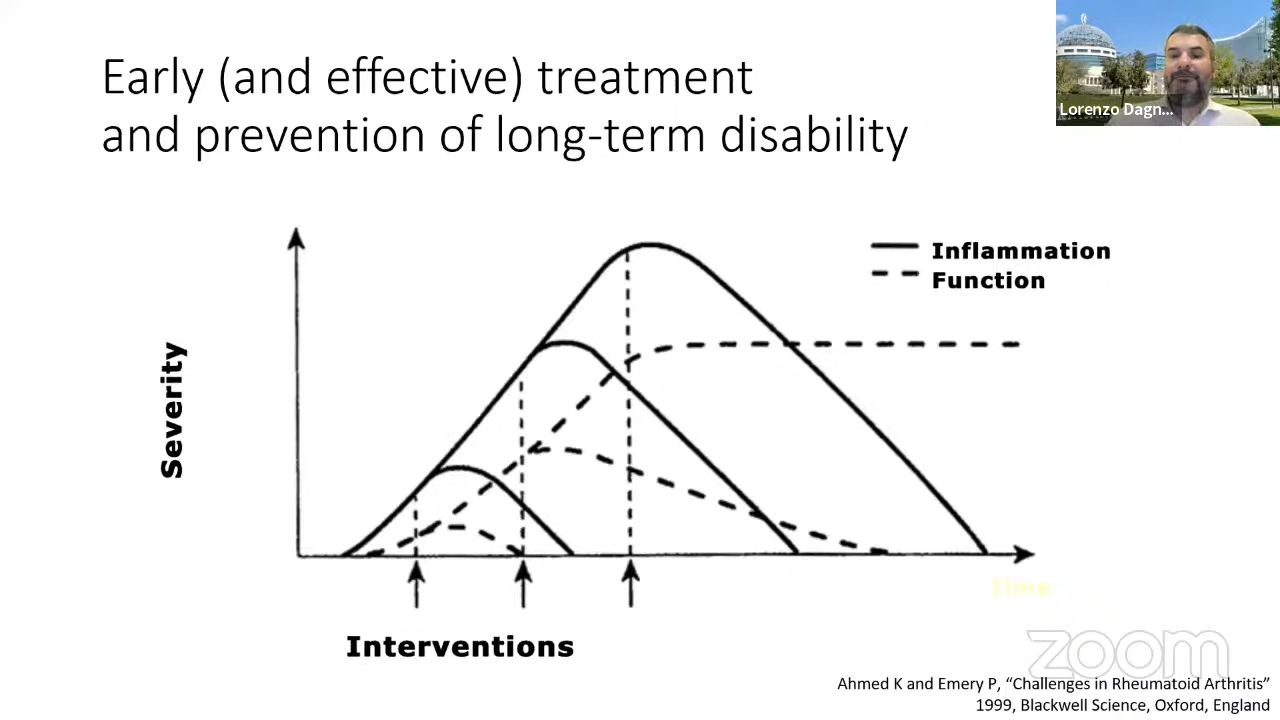 Early (and effective) treatment
and prevention of long-term disability
Lorenzo Dagn...
Inflammation
Function
Severity
Time
Interventions
zoom
Ahmed K and Emery P, “Challenges in Rheumatoid Arthritis”
1999, Blackwell Science, Oxford, England